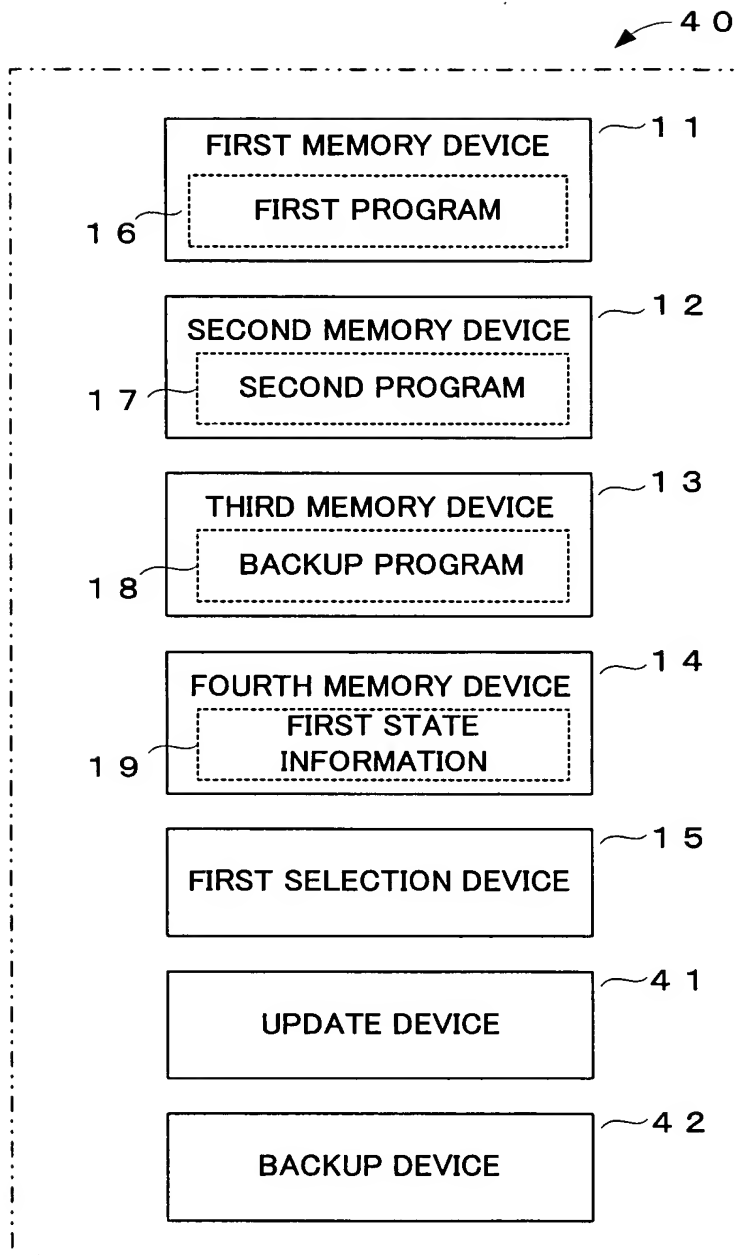 40
11
FIRST MEMORY DEVICE
FIRST PROGRAM
16
12
SECOND MEMORY DEVICE
SECOND PROGRAM
17
13
THIRD MEMORY DEVICE
BACKUP PROGRAM
18
14
FOURTH MEMORY DEVICE
FIRST STATE
INFORMATION
19
15
FIRST SELECTION DEVICE
41
UPDATE DEVICE
42
BACKUP DEVICE